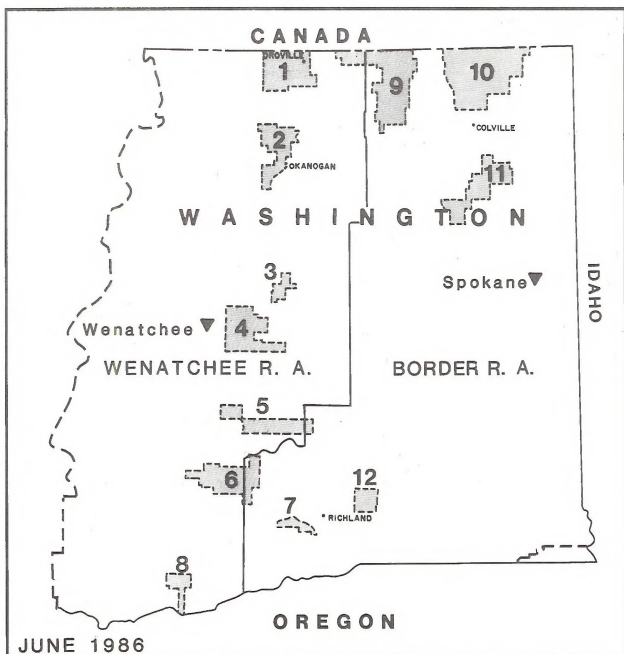 CANADA
OROVILLE
1
9
10
COLVILLE
2
OKANOGAN
11
WASHINGTON
3
Spokane
IDAHO
Wenatchee
4
WENATCHEE R. A.
BORDER R. A.
5
6
12
7
RICHLAND
8
OREGON
JUNE 1986